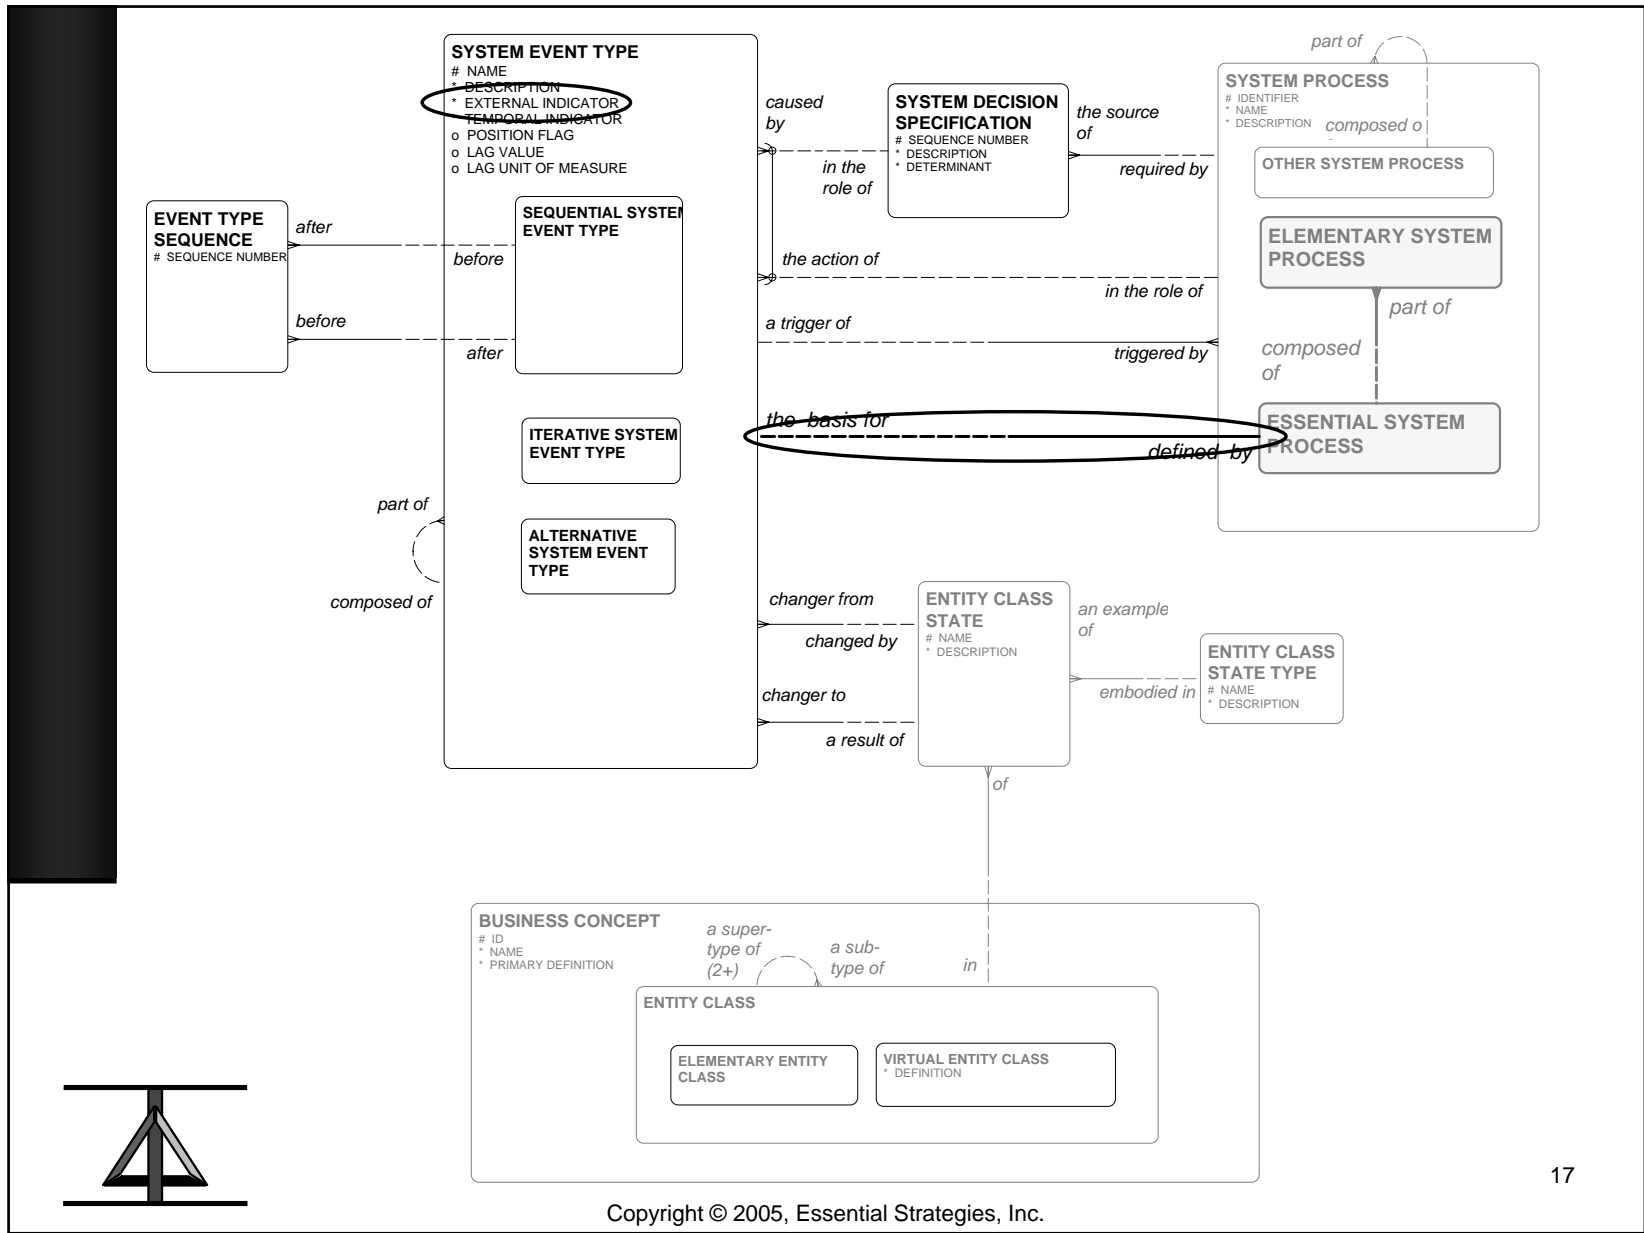 SYSTEM EVENT TYPE
# NAME
* DESCRIPTION
* EXTERNAL INDICATOR
TEMPORAL INDICATOR
o POSITION FLAG
o LAG VALUE
o LAG UNIT OF MEASURE
SEQUENTIAL SYSTEM
EVENT TYPE
ITERATIVE SYSTEM
EVENT TYPE
ALTERNATIVE
SYSTEM EVENT
TYPE
EVENT TYPE
SEQUENCE
# SEQUENCE NUMBER
after
before
before
after
part of
composed of
caused
by
in the
role of
SYSTEM DECISION
SPECIFICATION
# SEQUENCE NUMBER
* DESCRIPTION
* DETERMINANT
the source
of
required by
the action of
in the role of
a trigger of
triggered by
the basis for
defined by
part of
SYSTEM PROCESS
# IDENTIFIER
* NAME
* DESCRIPTION
composed o
OTHER SYSTEM PROCESS
ELEMENTARY SYSTEM
PROCESS
part of
composed
of
ESSENTIAL SYSTEM
PROCESS
changer from
changed by
changer to
a result of
ENTITY CLASS
STATE
# NAME
* DESCRIPTION
an example
of
embodied in
ENTITY CLASS
STATE TYPE
# NAME
* DESCRIPTION
of
in
BUSINESS CONCEPT
# ID
* NAME
* PRIMARY DEFINITION
a super-
type of
(2+)
a sub-
type of
ENTITY CLASS
ELEMENTARY ENTITY
CLASS
VIRTUAL ENTITY CLASS
* DEFINITION
17
Copyright © 2005, Essential Strategies, Inc.